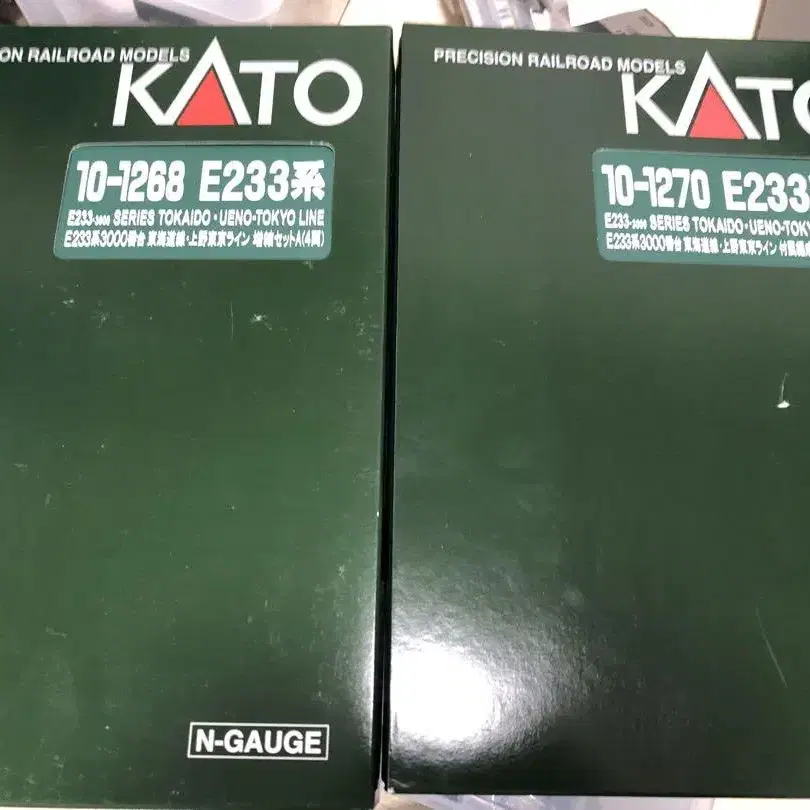 ON RAILROAD MODELS
KATO
10-1268 E233系
E233-3000 SERIES TOKAIDO・UENO-TOKYO LINE
E233系3000番台 東海道線・上野東京ライン 増結セットA(4両)
N-GAUGE
PRECISION RAILROAD MODELS
KATO
10-1270 E233
E233-3000 SERIES TOKAIDO・UENO-TOKY
E233系3000番台 東海道線・上野東京ライン 付属編